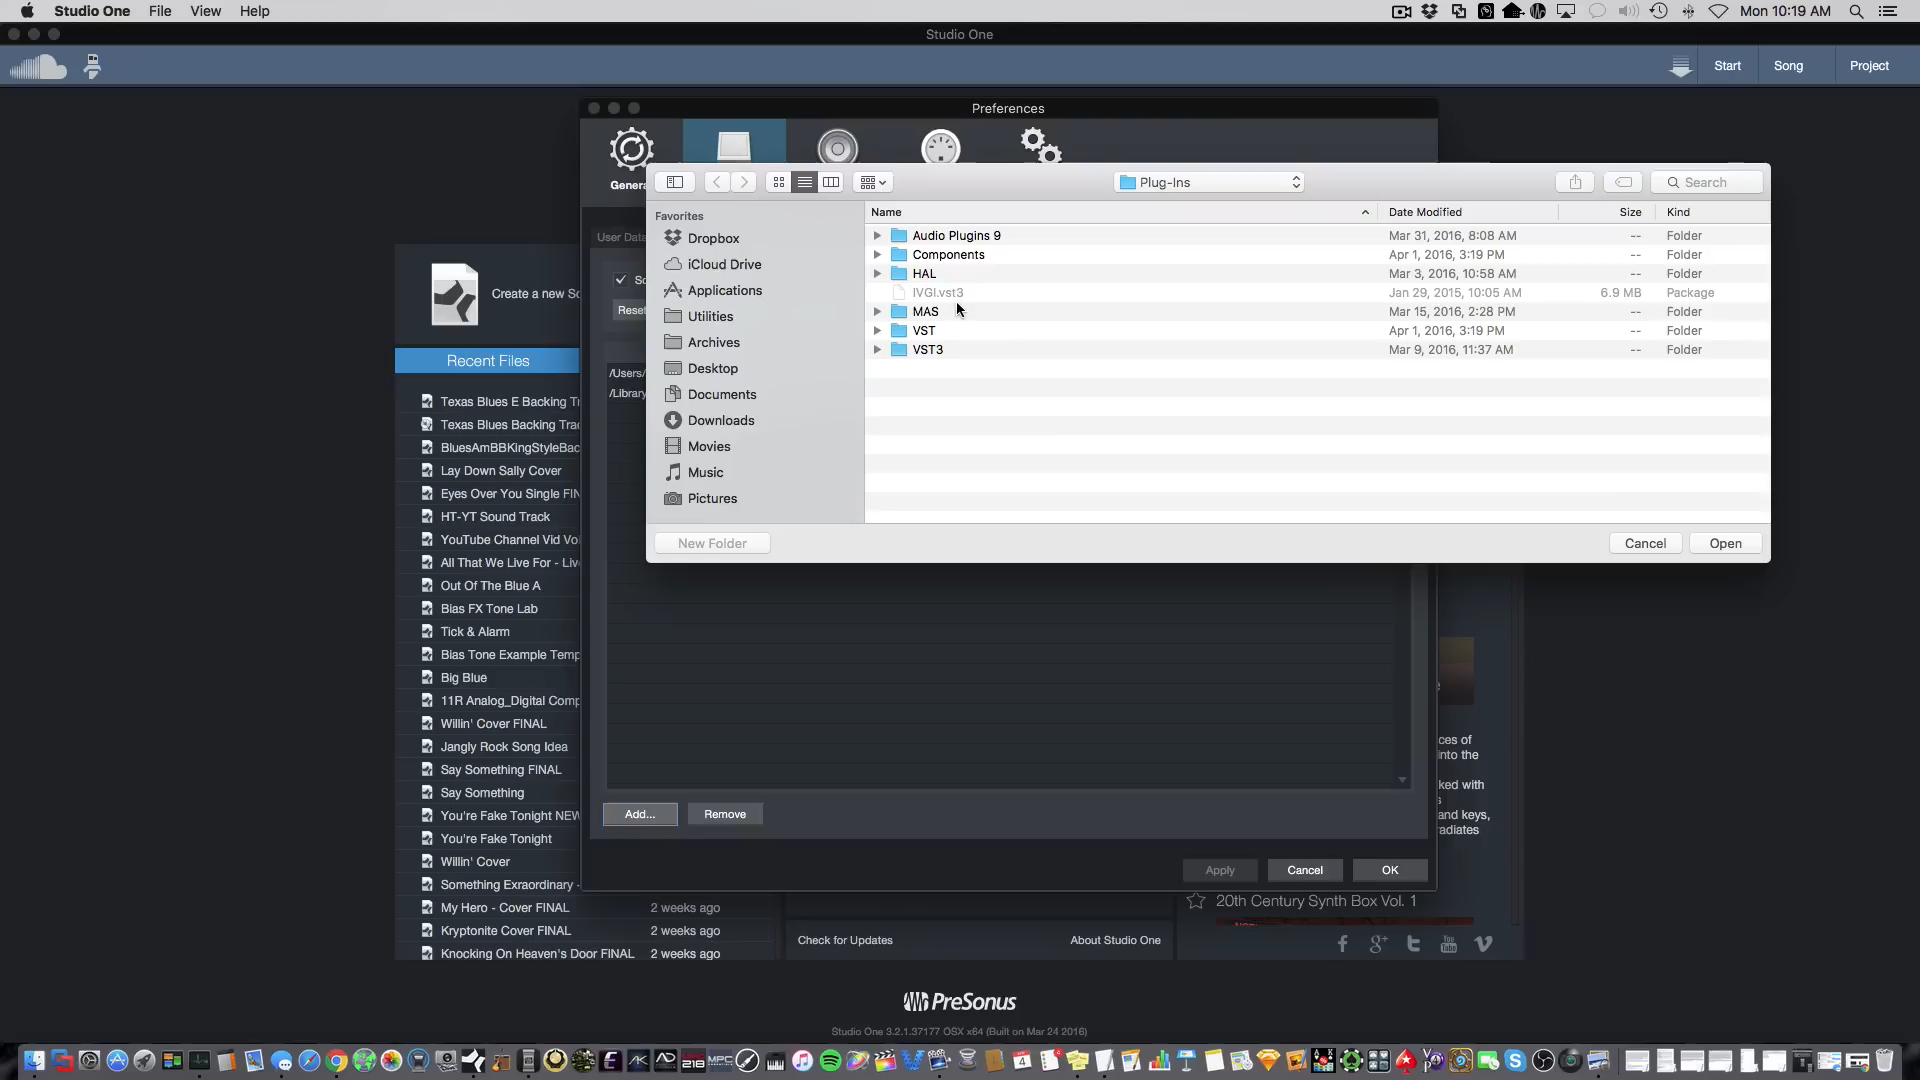 Studio One File View Help
Mon 10:19 AM
Studio One
Start Song Project
Preferences
General
Plug-Ins
Search
Favorites
Dropbox
iCloud Drive
Applications
Utilities
Archives
Desktop
Documents
Downloads
Movies
Music
Pictures
Name Date Modified Size Kind
Audio Plugins 9 Mar 31, 2016, 8:08 AM -- Folder
Components Apr 1, 2016, 3:19 PM -- Folder
HAL Mar 3, 2016, 10:58 AM -- Folder
IVGI.vst3 Jan 29, 2015, 10:05 AM 6.9 MB Package
MAS Mar 15, 2016, 2:28 PM -- Folder
VST Apr 1, 2016, 3:19 PM -- Folder
VST3 Mar 9, 2016, 11:37 AM -- Folder
New Folder Cancel Open
User Data
Reset
/Users/
/Library
Add... Remove
Apply Cancel OK
Create a new So
Recent Files
Texas Blues E Backing Tr
Texas Blues Backing Trac
BluesAmBBKingStyleBac
Lay Down Sally Cover
Eyes Over You Single FIN
HT-YT Sound Track
YouTube Channel Vid Vo
All That We Live For - Liv
Out Of The Blue A
Bias FX Tone Lab
Tick & Alarm
Bias Tone Example Temp
Big Blue
11R Analog_Digital Comp
Willin' Cover FINAL
Jangly Rock Song Idea
Say Something FINAL
Say Something
You're Fake Tonight NEW
You're Fake Tonight
Willin' Cover
Something Exraordinary -
My Hero - Cover FINAL 2 weeks ago
Kryptonite Cover FINAL 2 weeks ago
Knocking On Heaven's Door FINAL 2 weeks ago
Check for Updates About Studio One
ces of
into the
ked with
and keys,
radiates
20th Century Synth Box Vol. 1
PreSonus
Studio One 3.2.1.37177 OSX x64 (Built on Mar 24 2016)